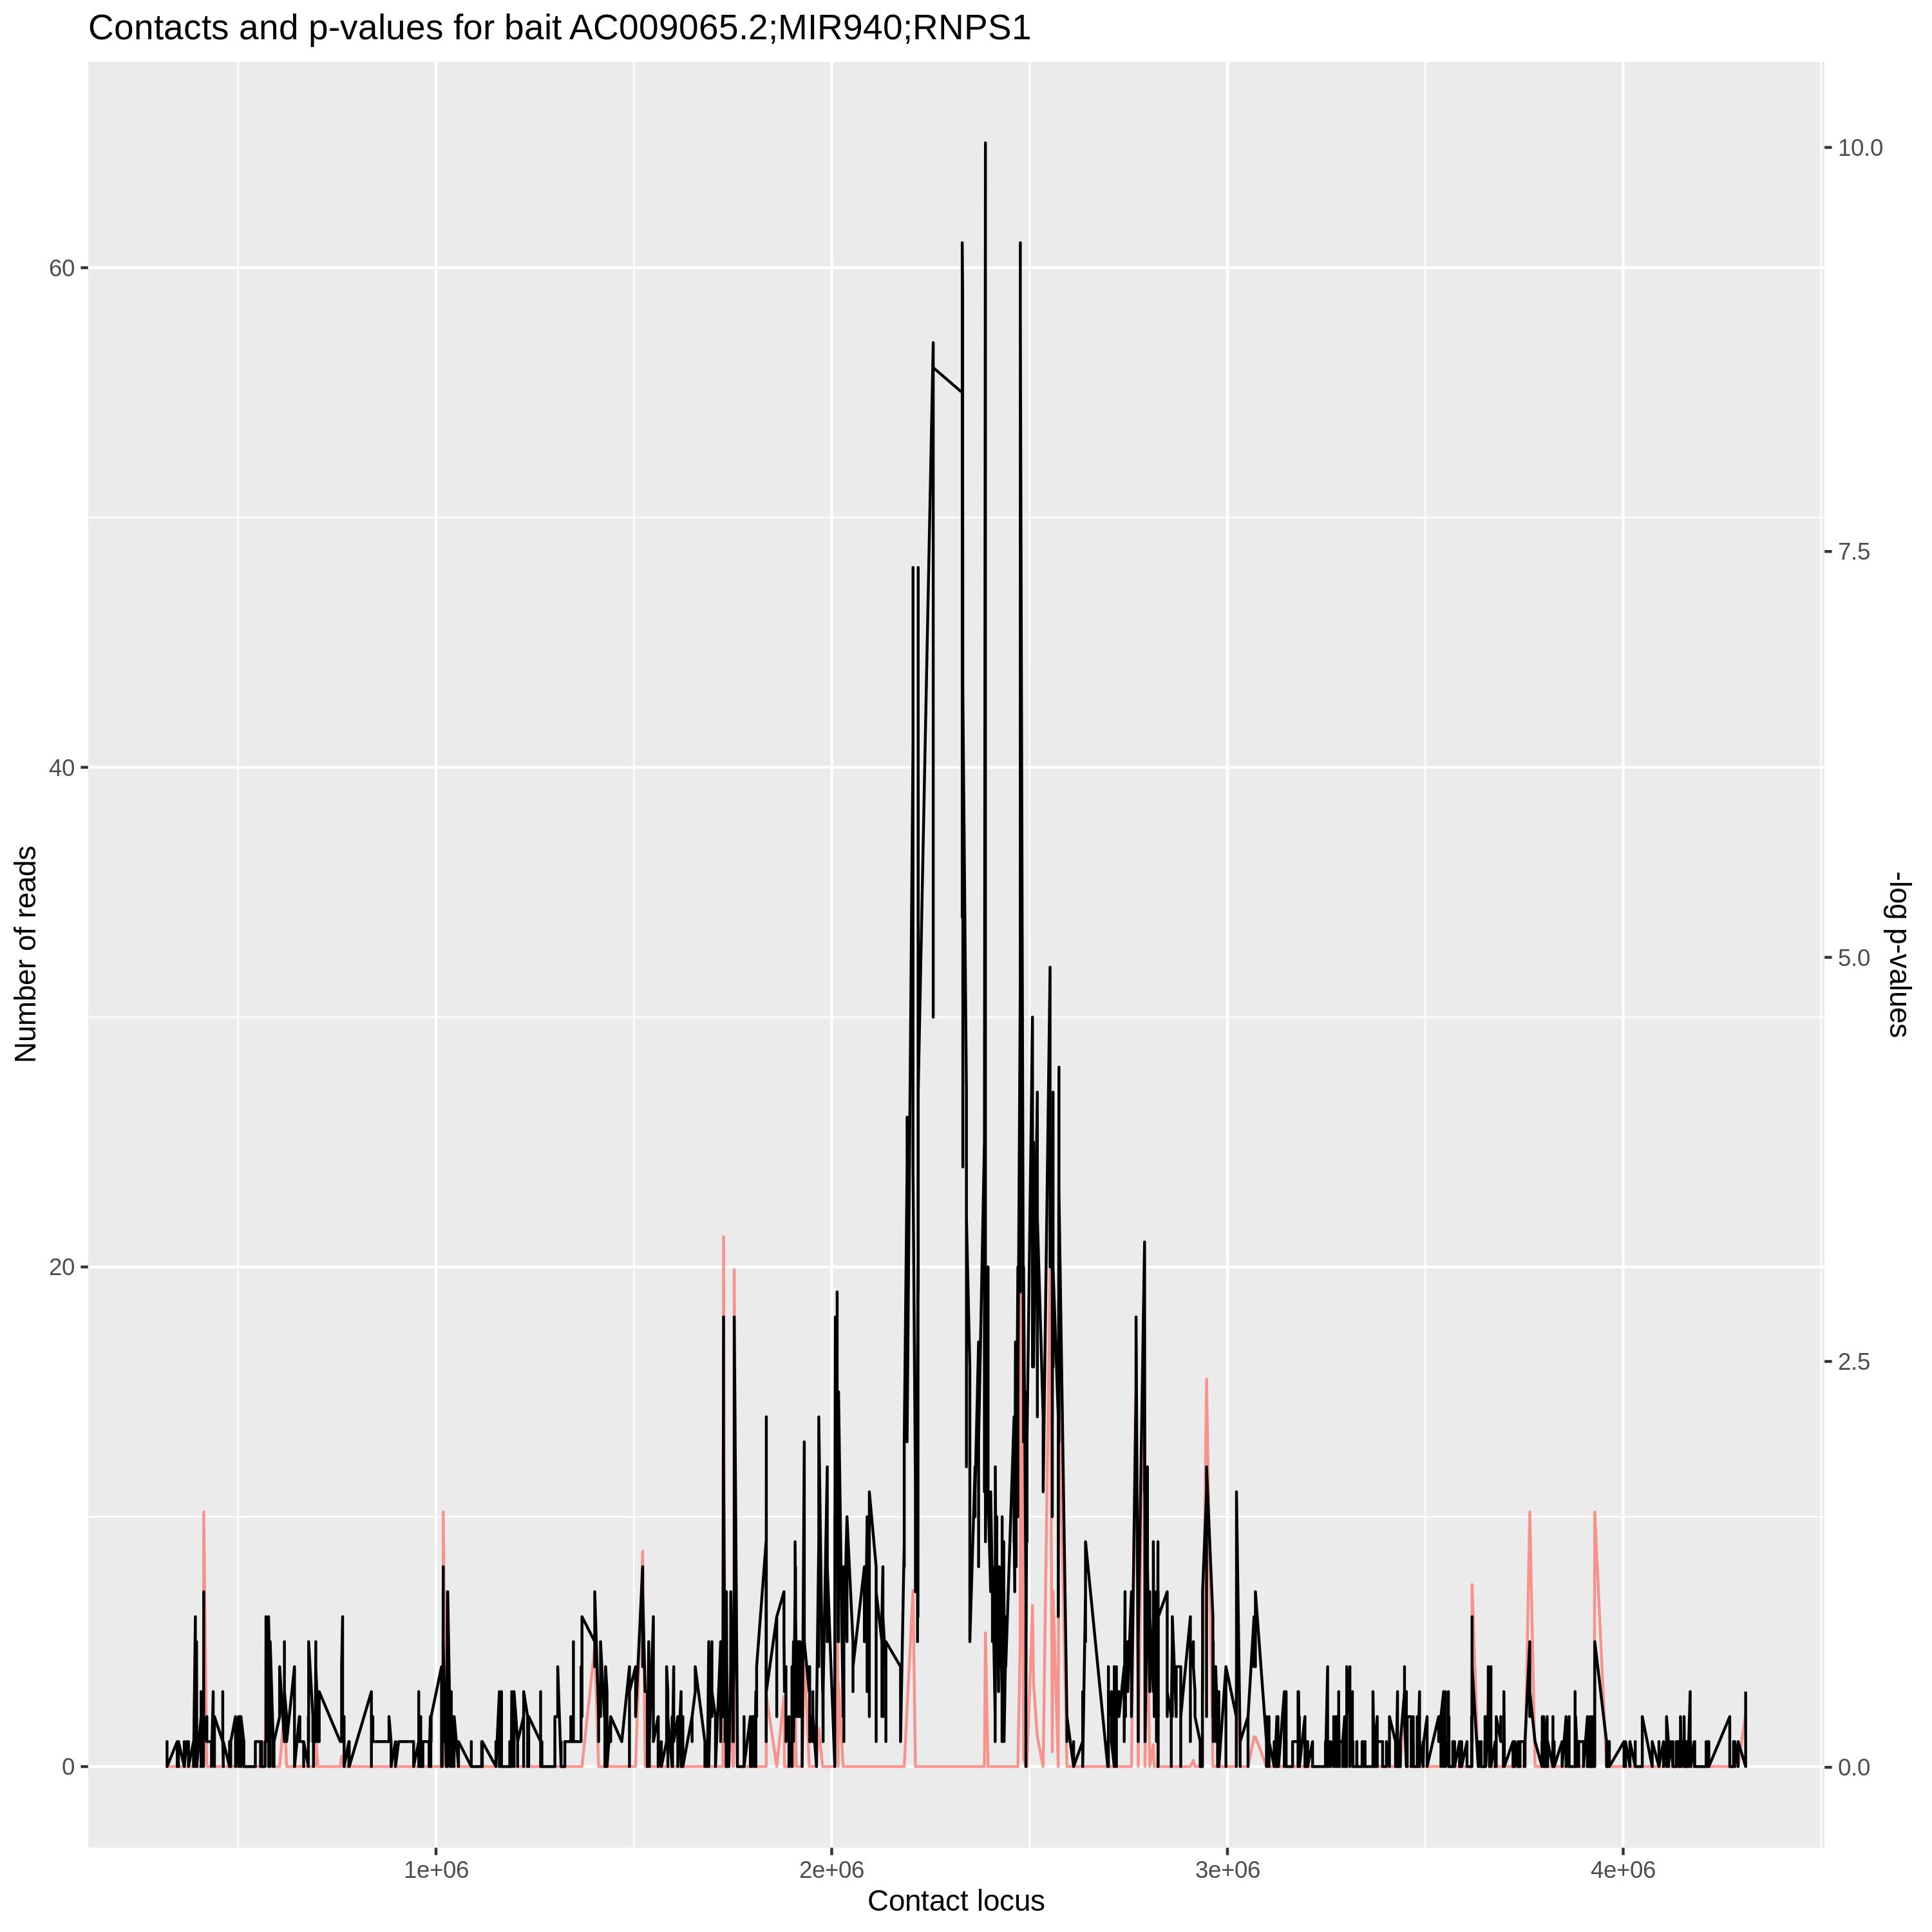 Contacts and p-values for bait AC009065.2;MIR940;RNPS1
60
40
20
0
Number of reads
10.0
7.5
5.0
2.5
0.0
-log p-values
1e+06
2e+06
3e+06
4e+06
Contact locus